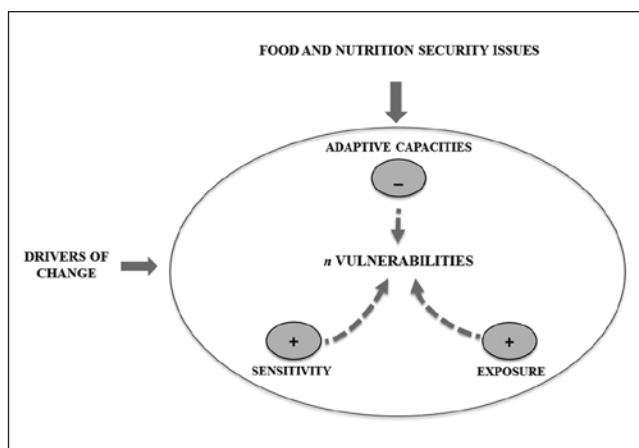 FOOD AND NUTRITION SECURITY ISSUES
ADAPTIVE CAPACITIES
–
DRIVERS OF
CHANGE
n VULNERABILITIES
+
SENSITIVITY
+
EXPOSURE